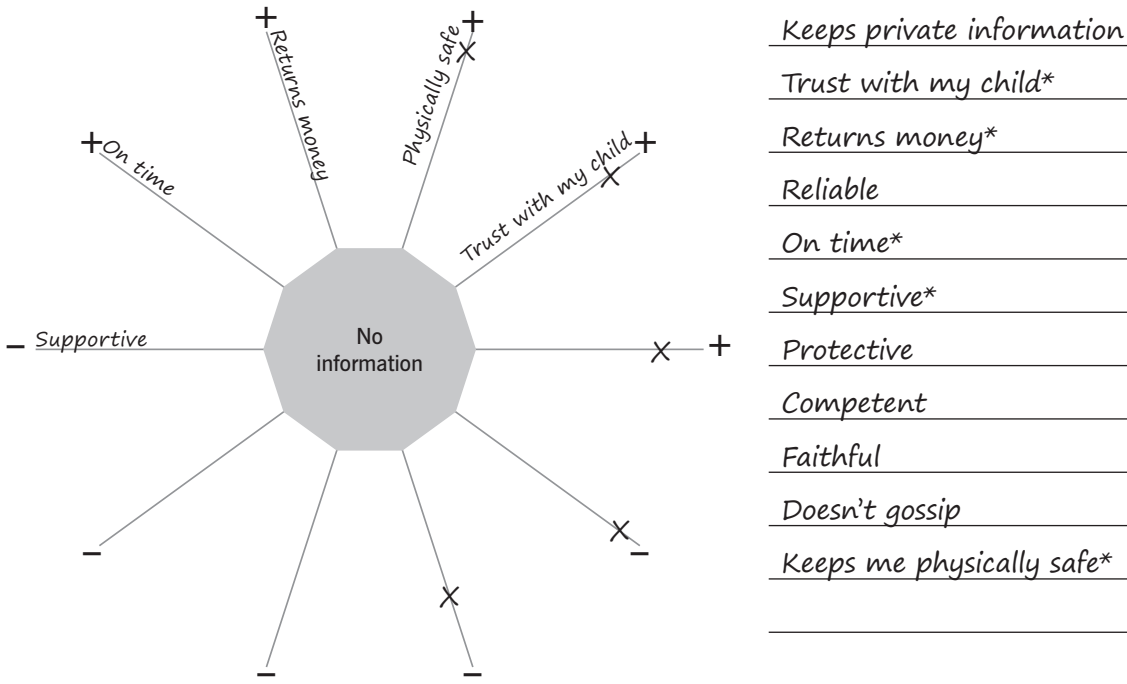 +
Returns money
+
Physically safe
X
+
On time
Trust with my child
+
X
- Supportive
No
information
X
+
X
-
-
X
-
-
Keeps private information
Trust with my child*
Returns money*
Reliable
On time*
Supportive*
Protective
Competent
Faithful
Doesn't gossip
Keeps me physically safe*